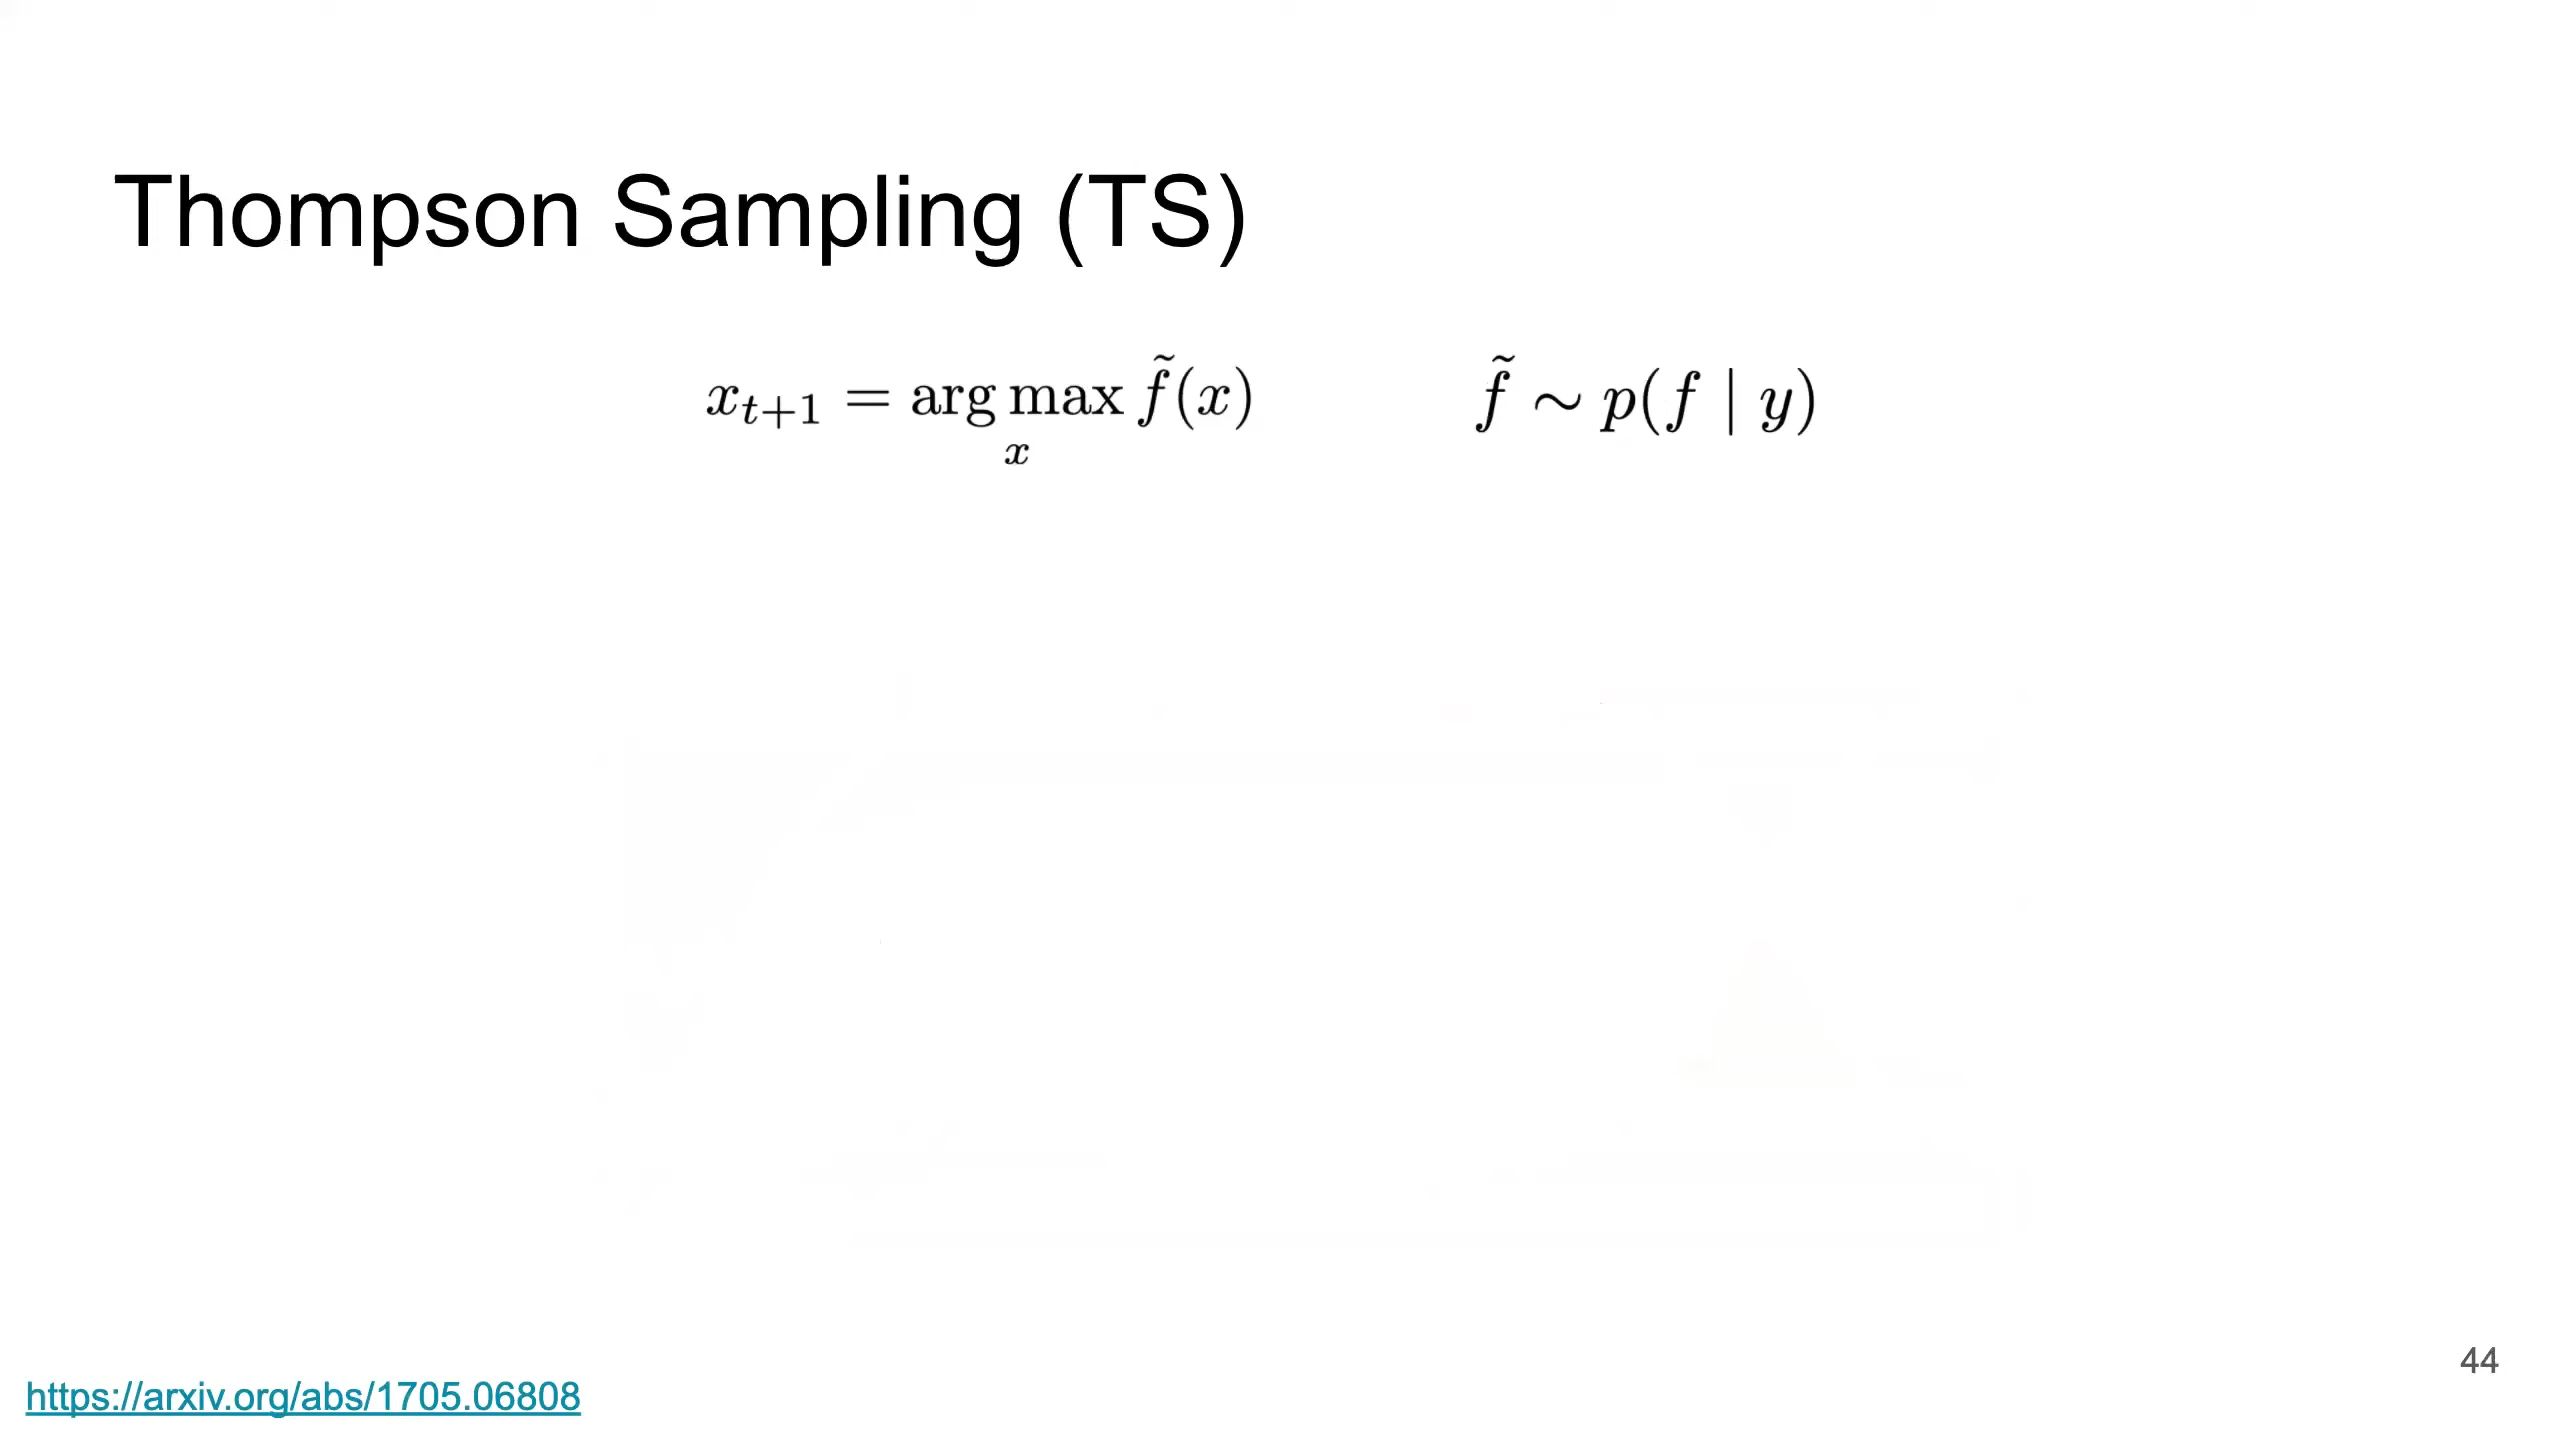 Thompson Sampling (TS)
x_{t+1} = arg max_x f̃(x)    f̃ ∼ p(f | y)
44
https://arxiv.org/abs/1705.06808